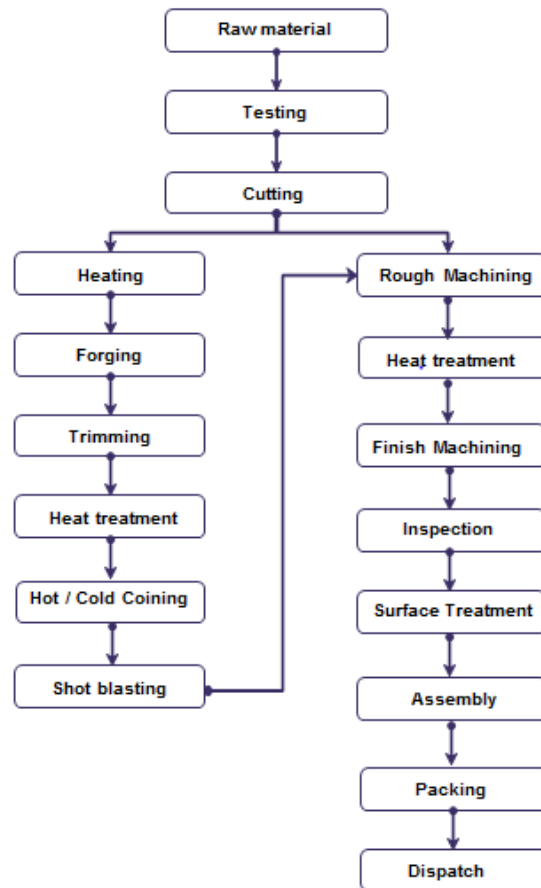 Raw material
Testing
Cutting
Heating
Forging
Trimming
Heat treatment
Hot / Cold Coining
Shot blasting
Rough Machining
Heat treatment
Finish Machining
Inspection
Surface Treatment
Assembly
Packing
Dispatch